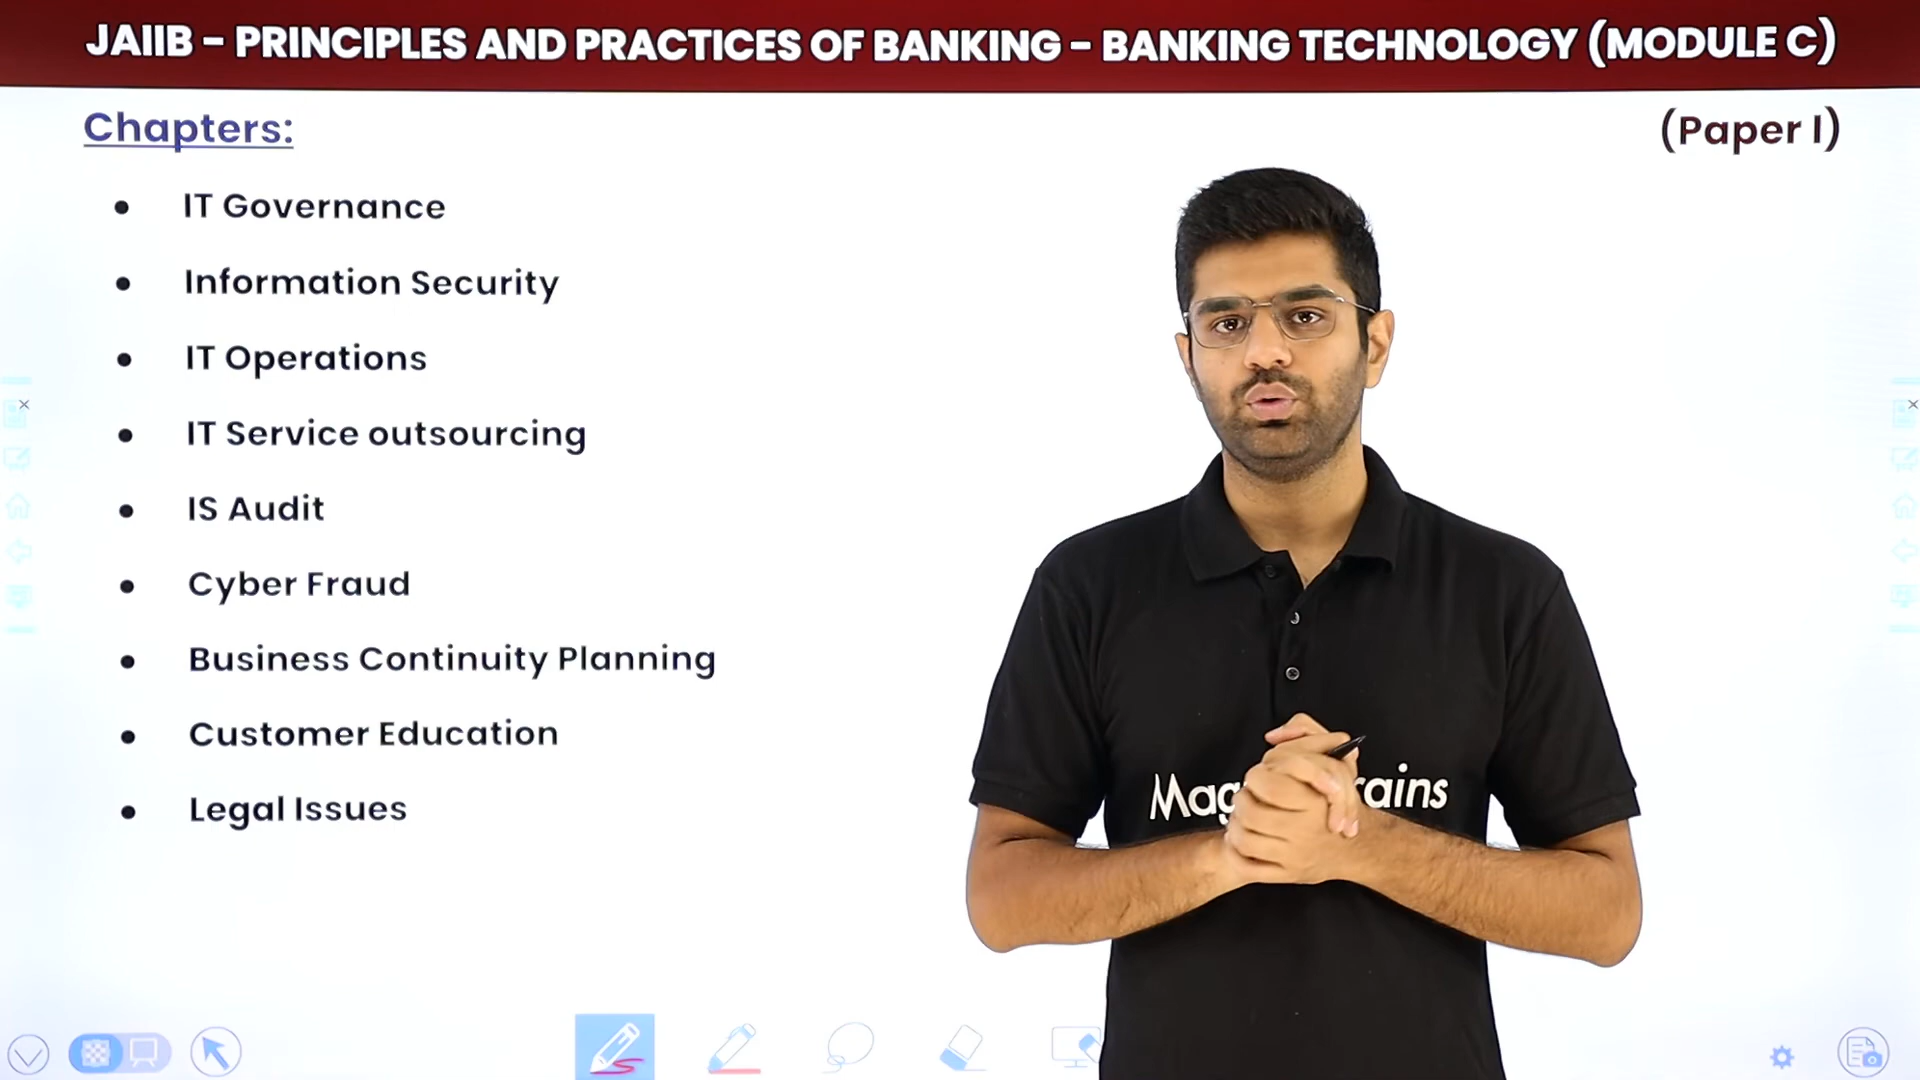 JAIIB - PRINCIPLES AND PRACTICES OF BANKING - BANKING TECHNOLOGY (MODULE C)
Chapters:
(Paper I)
• IT Governance
• Information Security
• IT Operations
• IT Service outsourcing
• IS Audit
• Cyber Fraud
• Business Continuity Planning
• Customer Education
• Legal Issues